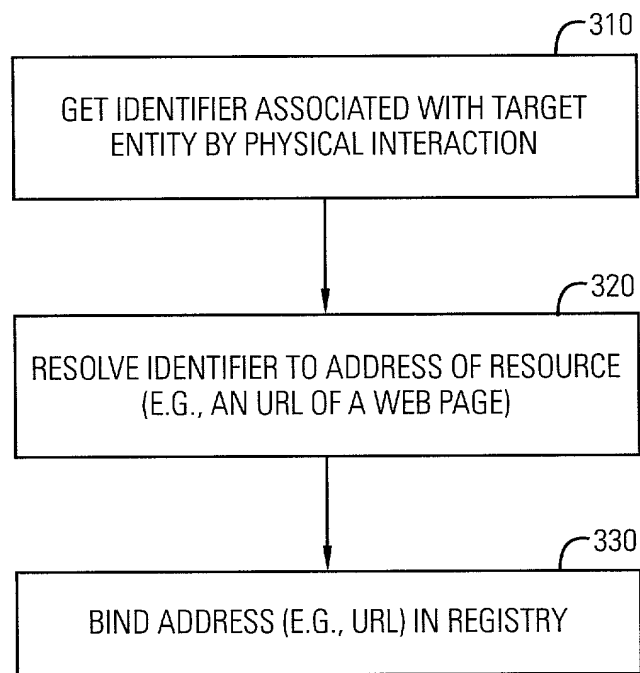 310
GET IDENTIFIER ASSOCIATED WITH TARGET
ENTITY BY PHYSICAL INTERACTION
320
RESOLVE IDENTIFIER TO ADDRESS OF RESOURCE
(E.G., AN URL OF A WEB PAGE)
330
BIND ADDRESS (E.G., URL) IN REGISTRY